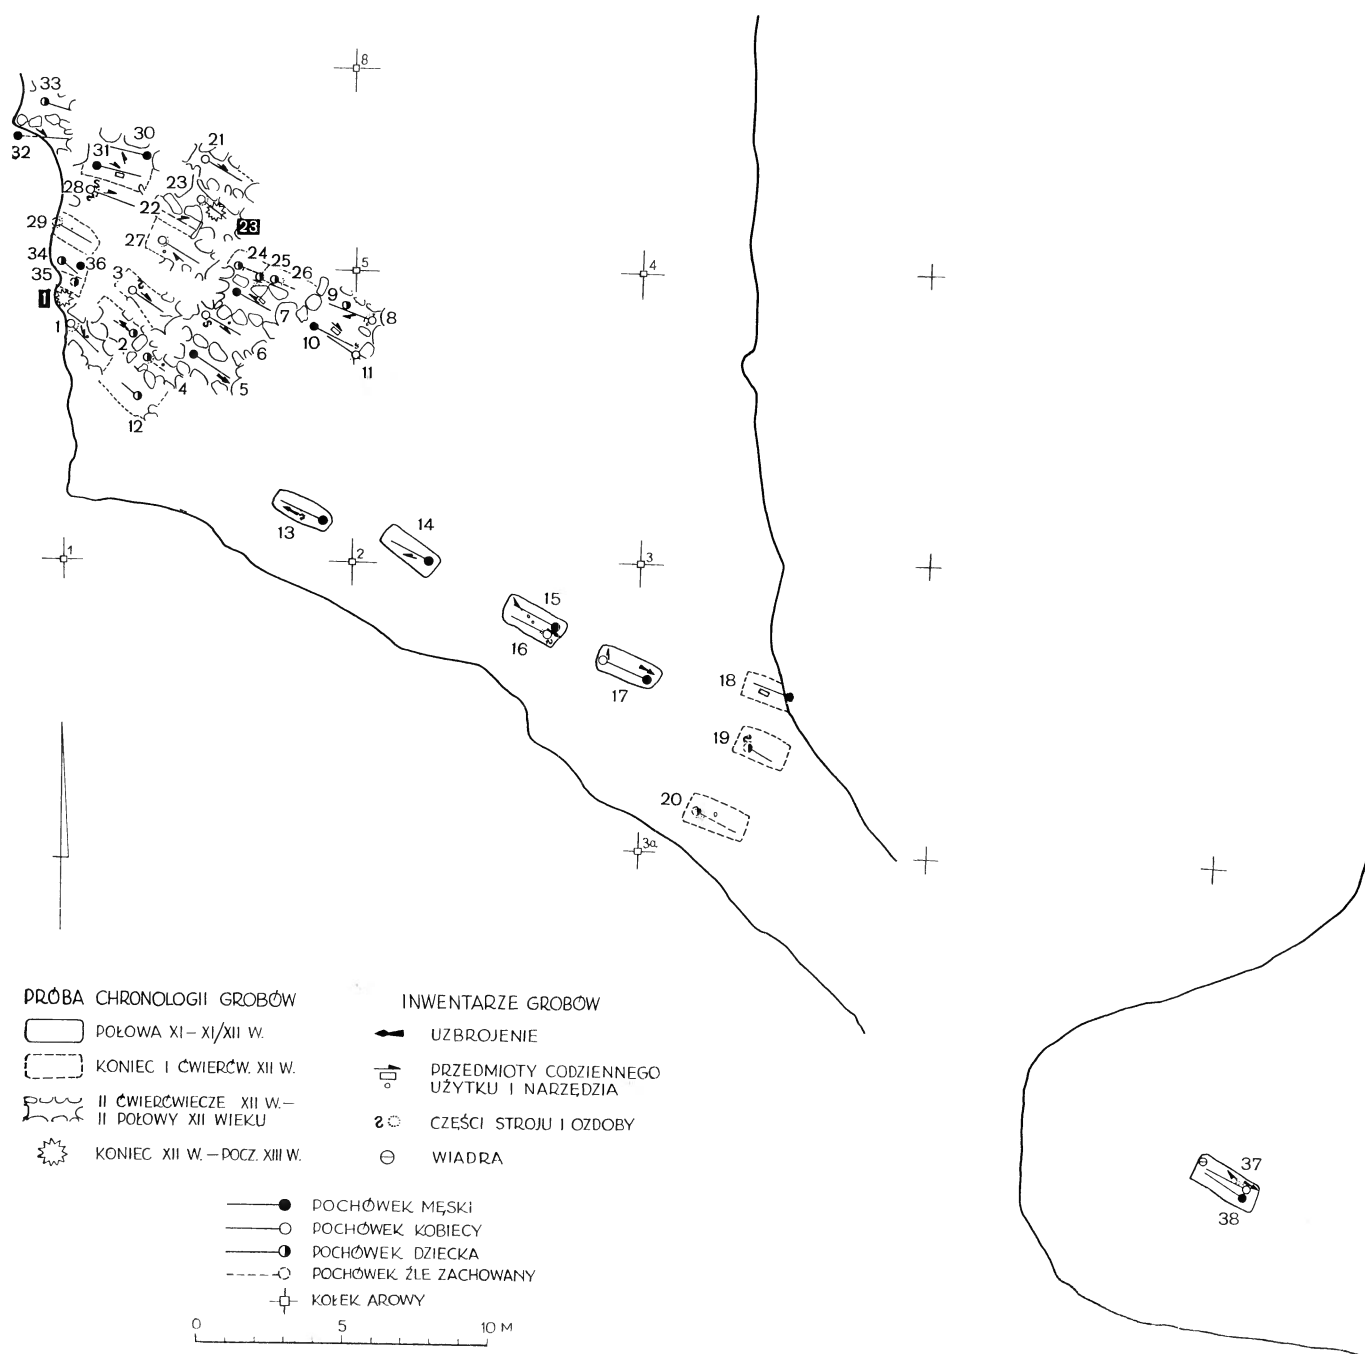 8
33
32
31
30
21
28
23
22
23
29
27
34
36
35
3
24
25
26
5
4
1
9
8
1
2
7
10
6
11
4
5
12
13
14
1
2
3
15
16
17
18
19
20
3a
37
38
PRÓBA CHRONOLOGII GROBÓW
POŁOWA XI – XI/XII W.
KONIEC I ĆWIERĆW. XII W.
II ĆWIERĆWIECZE XII W.–
II POŁOWY XII WIEKU
KONIEC XII W. – POCZ. XIII W.
INWENTARZE GROBÓW
UZBROJENIE
PRZEDMIOTY CODZIENNEGO
UŻYTKU I NARZĘDZIA
CZĘŚCI STROJU I OZDOBY
WIADRA
POCHÓWEK MĘSKI
POCHÓWEK KOBIECY
POCHÓWEK DZIECKA
POCHÓWEK ŹLE ZACHOWANY
KOŁEK AROWY
0 5 10 M